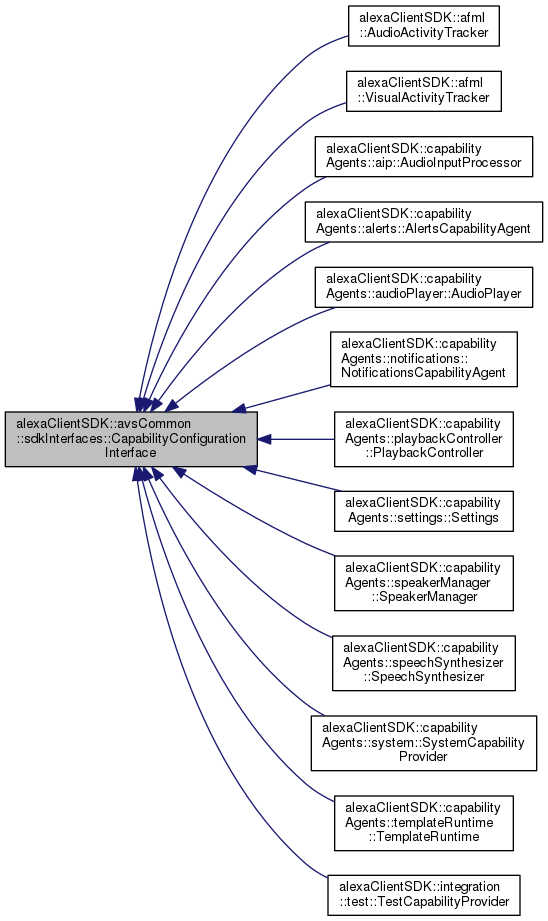 alexaClientSDK::afml
::AudioActivityTracker
alexaClientSDK::afml
::VisualActivityTracker
alexaClientSDK::capability
Agents::aip::AudioInputProcessor
alexaClientSDK::capability
Agents::alerts::AlertsCapabilityAgent
alexaClientSDK::capability
Agents::audioPlayer::AudioPlayer
alexaClientSDK::capability
Agents::notifications::
NotificationsCapabilityAgent
alexaClientSDK::avsCommon
::sdkInterfaces::CapabilityConfiguration
Interface
alexaClientSDK::capability
Agents::playbackController
::PlaybackController
alexaClientSDK::capability
Agents::settings::Settings
alexaClientSDK::capability
Agents::speakerManager
::SpeakerManager
alexaClientSDK::capability
Agents::speechSynthesizer
::SpeechSynthesizer
alexaClientSDK::capability
Agents::system::SystemCapability
Provider
alexaClientSDK::capability
Agents::templateRuntime
::TemplateRuntime
alexaClientSDK::integration
::test::TestCapabilityProvider